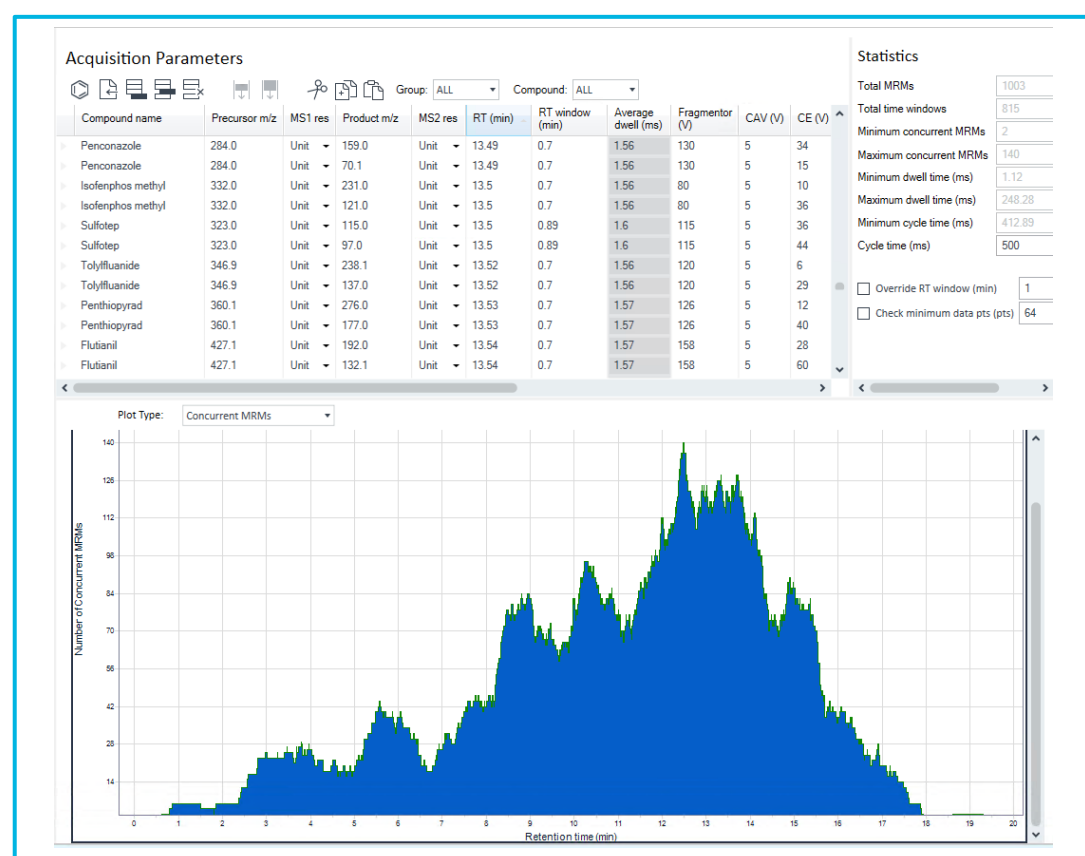 Acquisition Parameters
Group: ALL Compound: ALL
Compound name Precursor m/z MS1 res Product m/z MS2 res RT (min) RT window (min) Average dwell (ms) Fragmentor (V) CAV (V) CE (V)
Penconazole 284.0 Unit 159.0 Unit 13.49 0.7 1.56 130 5 34
Penconazole 284.0 Unit 70.1 Unit 13.49 0.7 1.56 130 5 15
Isofenphos methyl 332.0 Unit 231.0 Unit 13.5 0.7 1.56 80 5 10
Isofenphos methyl 332.0 Unit 121.0 Unit 13.5 0.7 1.56 80 5 36
Sulfotep 323.0 Unit 115.0 Unit 13.5 0.89 1.6 115 5 36
Sulfotep 323.0 Unit 97.0 Unit 13.5 0.89 1.6 115 5 44
Tolylfluanide 346.9 Unit 238.1 Unit 13.52 0.7 1.56 120 5 6
Tolylfluanide 346.9 Unit 137.0 Unit 13.52 0.7 1.56 120 5 29
Penthiopyrad 360.1 Unit 276.0 Unit 13.53 0.7 1.57 126 5 12
Penthiopyrad 360.1 Unit 177.0 Unit 13.53 0.7 1.57 126 5 40
Flutianil 427.1 Unit 192.0 Unit 13.54 0.7 1.57 158 5 28
Flutianil 427.1 Unit 132.1 Unit 13.54 0.7 1.57 158 5 60
Statistics
Total MRMs 1003
Total time windows 815
Minimum concurrent MRMs 2
Maximum concurrent MRMs 140
Minimum dwell time (ms) 1.12
Maximum dwell time (ms) 248.28
Minimum cycle time (ms) 412.89
Cycle time (ms) 500
Override RT window (min) 1
Check minimum data pts (pts) 64
Plot Type: Concurrent MRMs
Number of Concurrent MRMs
140
126
112
98
84
70
56
42
28
14
0 1 2 3 4 5 6 7 8 9 10 11 12 13 14 15 16 17 18 19 20
Retention time (min)